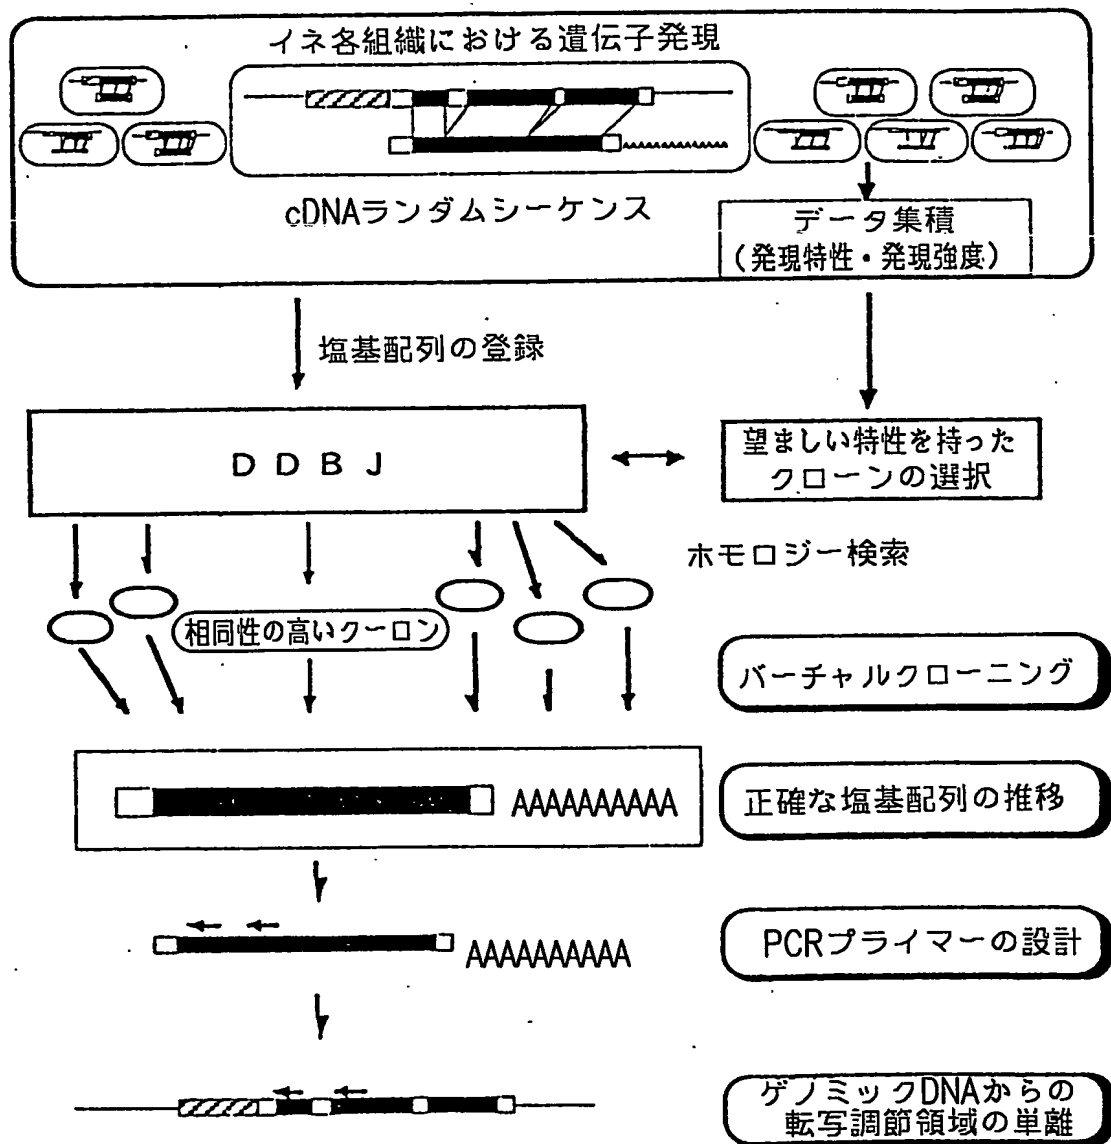 イネ各組織における遺伝子発現
cDNAランダムシーケンス
データ集積
(発現特性・発現強度)
塩基配列の登録
DDBJ
望ましい特性を持った
クローンの選択
ホモロジー検索
相同性の高いクーロン
バーチャルクローニング
AAAAAAAAAA
正確な塩基配列の推移
AAAAAAAAAA
PCRプライマーの設計
ゲノミックDNAからの
転写調節領域の単離